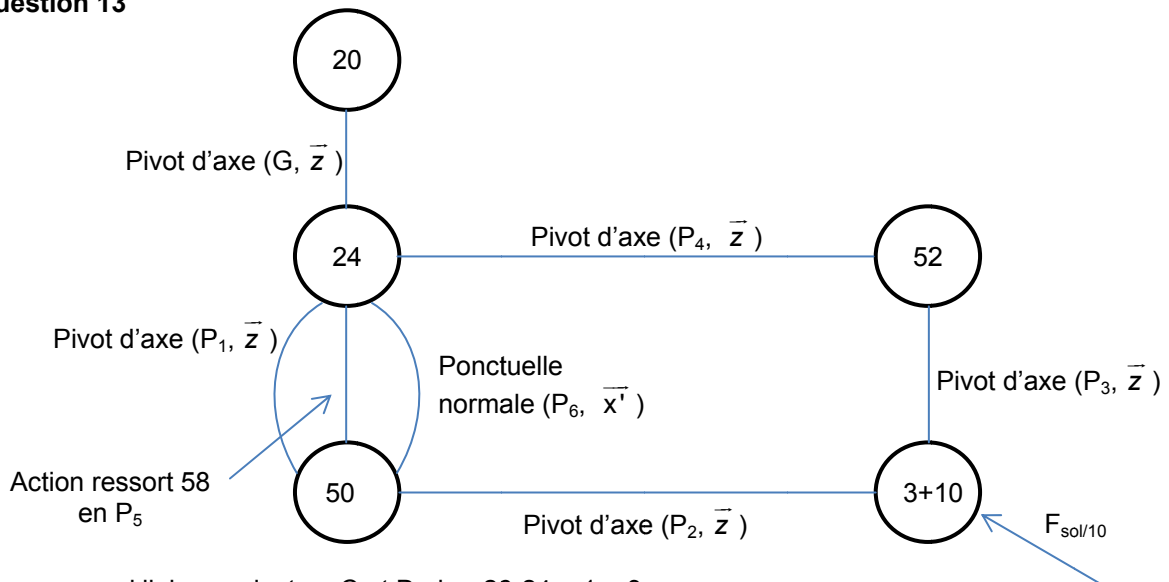 uestion 13
20
Pivot d'axe (G, z )
24
Pivot d'axe (P4, z )
52
Pivot d'axe (P1, z )
Ponctuelle
normale (P6, x' )
Pivot d'axe (P3, z )
Action ressort 58
en P5
50
Pivot d'axe (P2, z )
3+10
Fsol/10